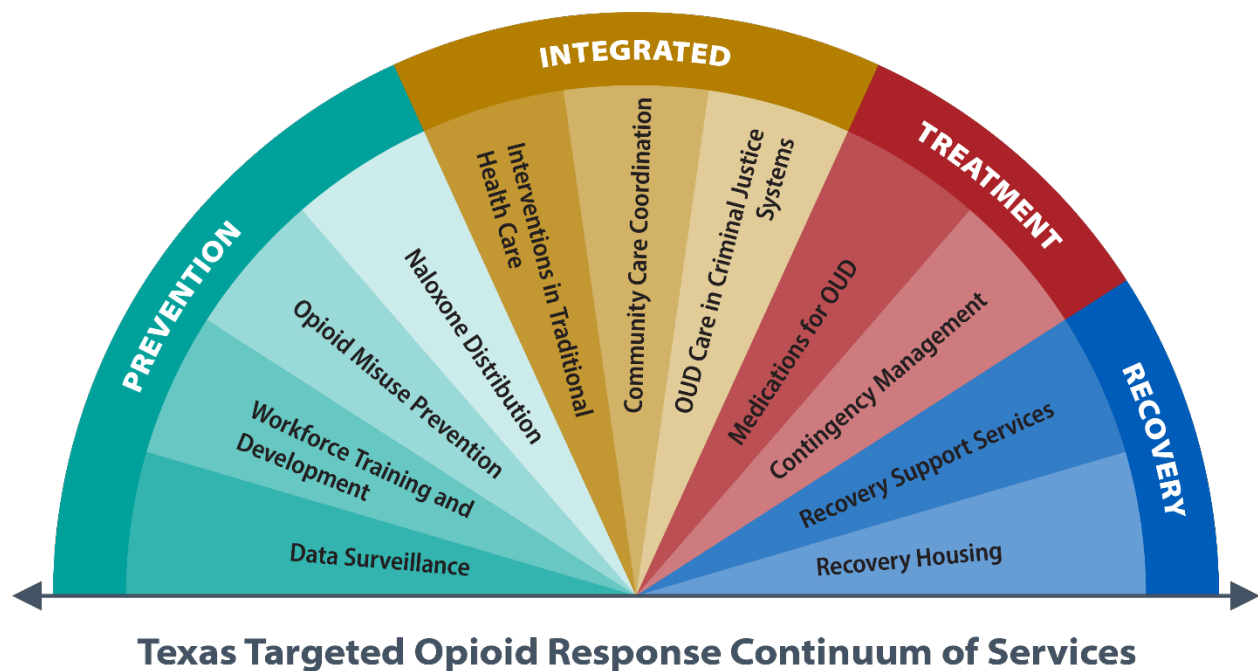 PREVENTION
INTEGRATED
TREATMENT
RECOVERY
Data Surveillance
Workforce Training and
Development
Opioid Misuse Prevention
Naloxone Distribution
Interventions in Traditional
Health Care
Community Care Coordination
OUD Care in Criminal Justice
Systems
Medications for OUD
Contingency Management
Recovery Support Services
Recovery Housing
Texas Targeted Opioid Response Continuum of Services